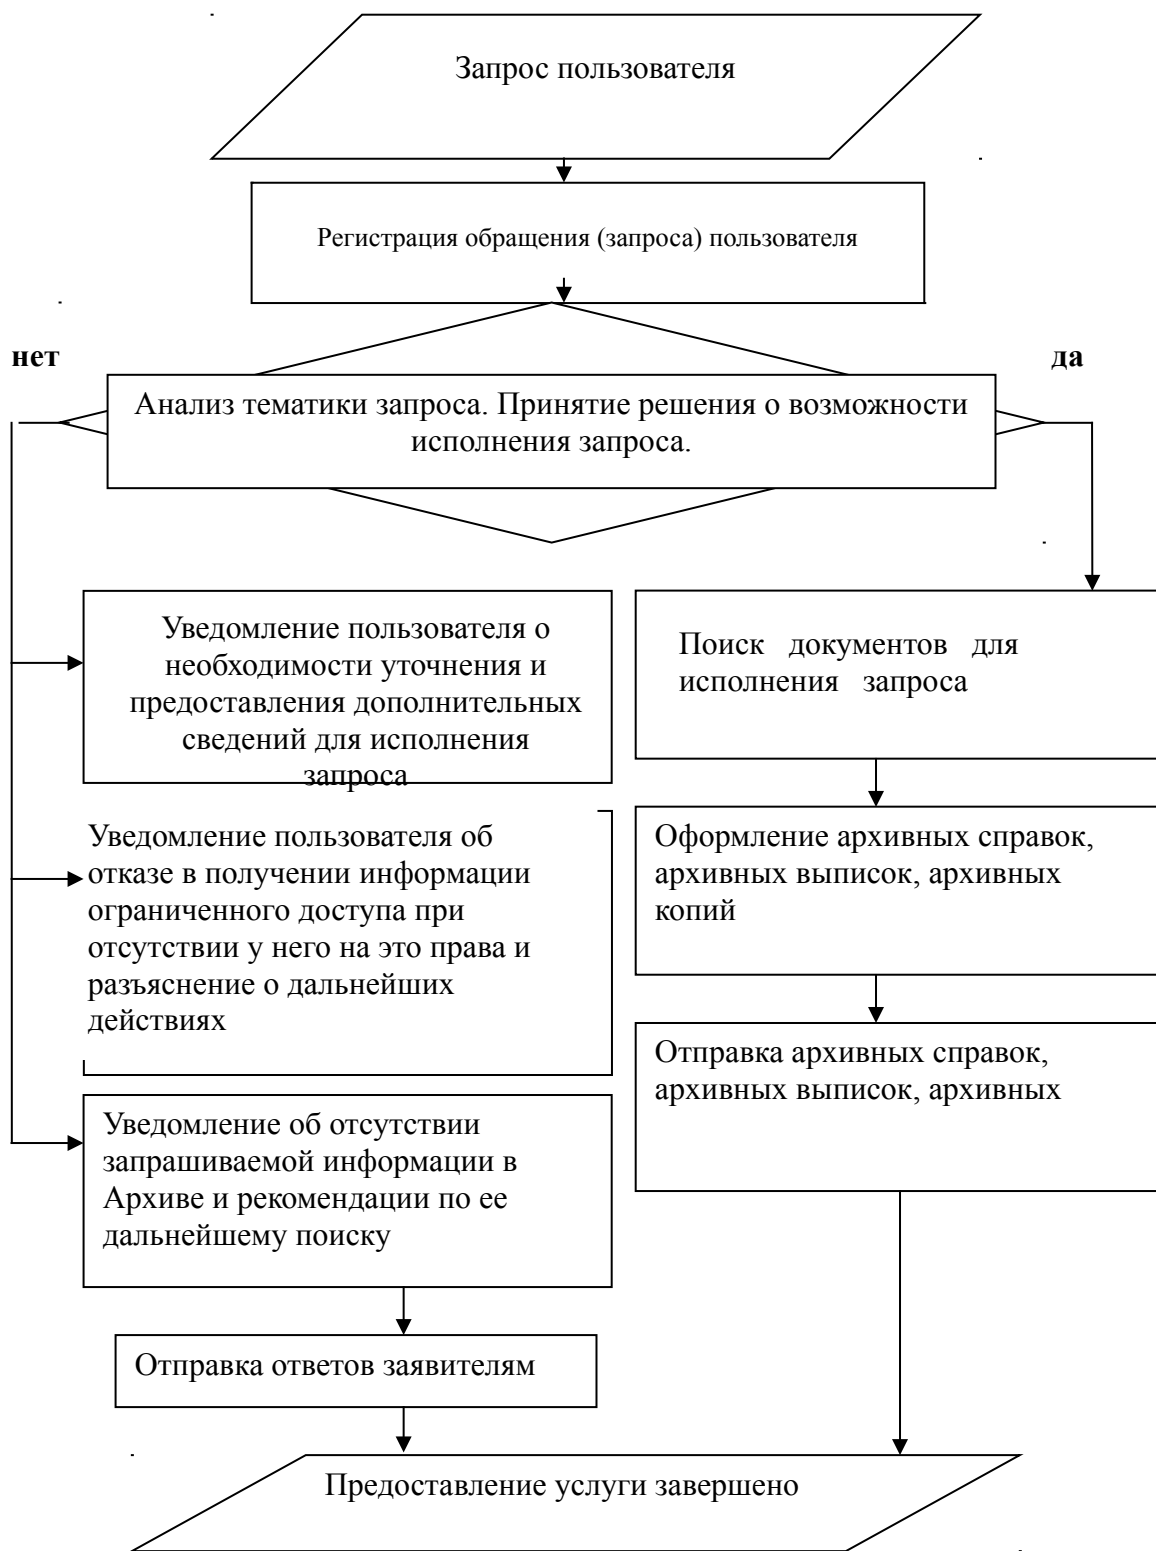 Запрос пользователя
Регистрация обращения (запроса) пользователя
нет
да
Анализ тематики запроса. Принятие решения о возможности
исполнения запроса.
Уведомление пользователя о
необходимости уточнения и
предоставления дополнительных
сведений для исполнения
запроса
Поиск документов для
исполнения запроса
Уведомление пользователя об
отказе в получении информации
ограниченного доступа при
отсутствии у него на это права и
разъяснение о дальнейших
действиях
Оформление архивных справок,
архивных выписок, архивных
копий
Отправка архивных справок,
архивных выписок, архивных
Уведомление об отсутствии
запрашиваемой информации в
Архиве и рекомендации по ее
дальнейшему поиску
Отправка ответов заявителям
Предоставление услуги завершено